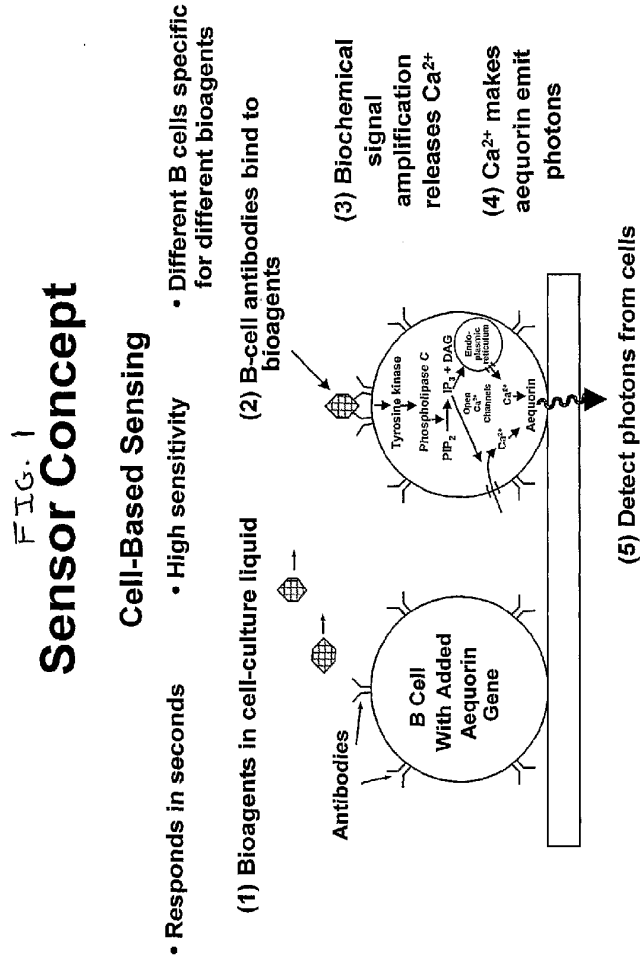 FIG. 1
Sensor Concept
Cell-Based Sensing
• Responds in seconds
• High sensitivity
• Different B cells specific
for different bioagents
(1) Bioagents in cell-culture liquid
(2) B-cell antibodies bind to
bioagents
Antibodies
B Cell
With Added
Aequorin
Gene
Tyrosine kinase
Phospholipase C
PIP₂
IP₃ + DAG
Open
Ca²⁺
Channels
Endo-
plasmic
reticulum
Ca²⁺
Ca²⁺
Aequorin
(3) Biochemical
signal
amplification
releases Ca²⁺
(4) Ca²⁺ makes
aequorin emit
photons
(5) Detect photons from cells